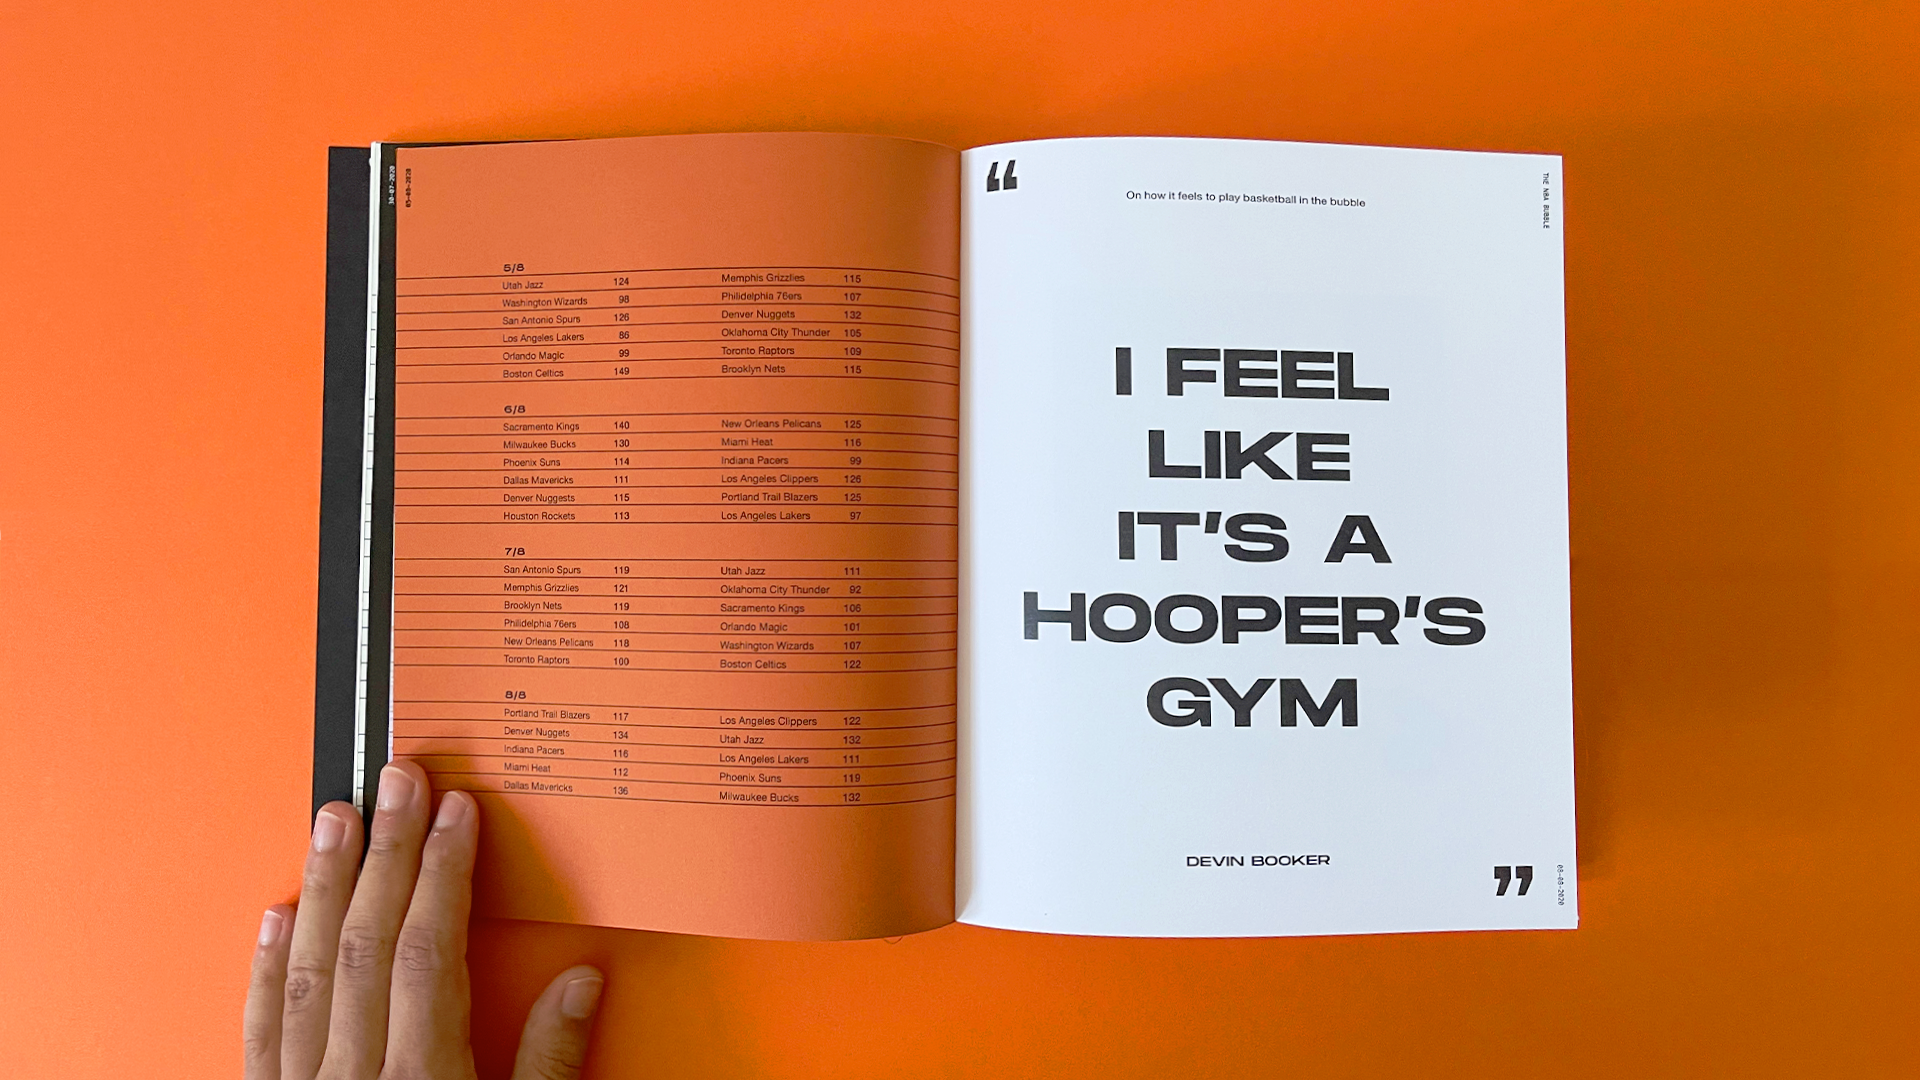 30-07-2020
05-08-2020
5/8
Utah Jazz 124 Memphis Grizzlies 115
Washington Wizards 98 Philidelphia 76ers 107
San Antonio Spurs 126 Denver Nuggets 132
Los Angeles Lakers 86 Oklahoma City Thunder 105
Orlando Magic 99 Toronto Raptors 109
Boston Celtics 149 Brooklyn Nets 115
6/8
Sacramento Kings 140 New Orleans Pelicans 125
Milwaukee Bucks 130 Miami Heat 116
Phoenix Suns 114 Indiana Pacers 99
Dallas Mavericks 111 Los Angeles Clippers 126
Denver Nuggests 115 Portland Trail Blazers 125
Houston Rockets 113 Los Angeles Lakers 97
7/8
San Antonio Spurs 119 Utah Jazz 111
Memphis Grizzlies 121 Oklahoma City Thunder 92
Brooklyn Nets 119 Sacramento Kings 106
Philidelphia 76ers 108 Orlando Magic 101
New Orleans Pelicans 118 Washington Wizards 107
Toronto Raptors 100 Boston Celtics 122
8/8
Portland Trail Blazers 117 Los Angeles Clippers 122
Denver Nuggets 134 Utah Jazz 132
Indiana Pacers 116 Los Angeles Lakers 111
Miami Heat 112 Phoenix Suns 119
Dallas Mavericks 136 Milwaukee Bucks 132
“
On how it feels to play basketball in the bubble
THE NBA BUBBLE
I FEEL
LIKE
IT’S A
HOOPER’S
GYM
DEVIN BOOKER
”
08-08-2020